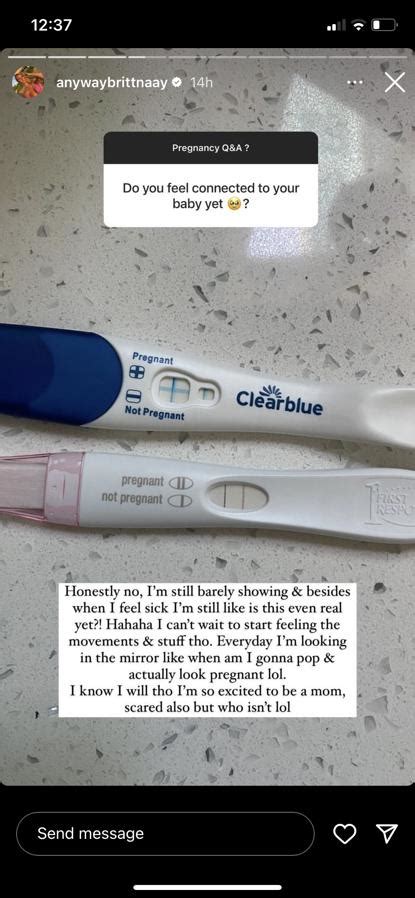 12:37
anywaybrittnaay 14h
Pregnancy Q&A ?
Do you feel connected to your
baby yet 🥹?
Pregnant
Not Pregnant
Clearblue
pregnant
not pregnant
FIRST
Honestly no, I'm still barely showing & besides
when I feel sick I'm still like is this even real
yet?! Hahaha I can't wait to start feeling the
movements & stuff tho. Everyday I'm looking
in the mirror like when am I gonna pop &
actually look pregnant lol.
I know I will tho I'm so excited to be a mom,
scared also but who isn't lol
Send message